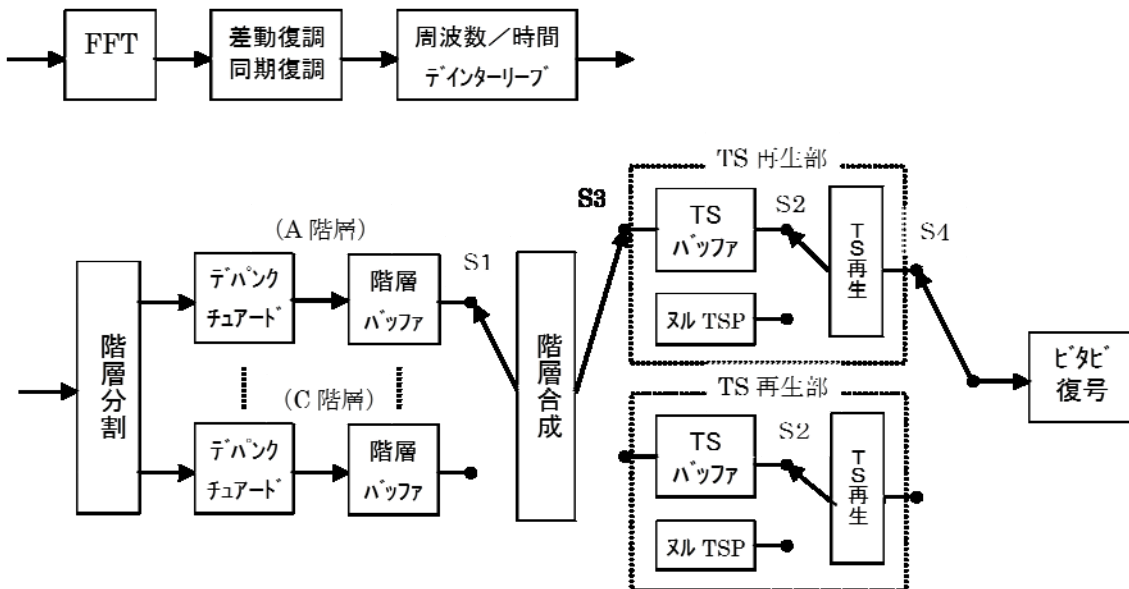 FFT
差動復調
同期復調
周波数／時間
ﾃﾞｲﾝﾀｰﾘｰﾌﾞ
階層分割
(A 階層)
ﾃﾞﾊﾟﾝｸ
ﾁｭｱｰﾄﾞ
階層
ﾊﾞｯﾌｧ
S1
(C 階層)
ﾃﾞﾊﾟﾝｸ
ﾁｭｱｰﾄﾞ
階層
ﾊﾞｯﾌｧ
階層合成
S3
TS 再生部
TS
ﾊﾞｯﾌｧ
S2
ﾇﾙ TSP
TS再生
S4
TS 再生部
TS
ﾊﾞｯﾌｧ
S2
ﾇﾙ TSP
TS再生
ﾋﾞﾀﾋﾞ
復号